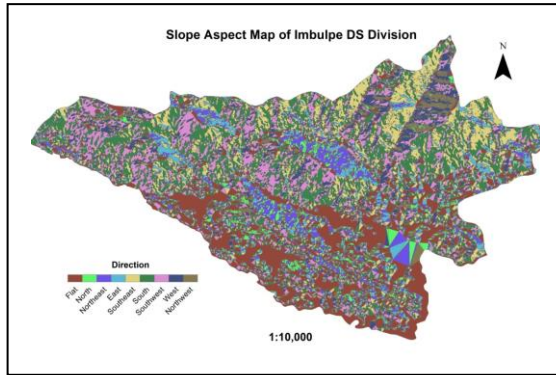 Slope Aspect Map of Imbulpe DS Division
N
Direction
Flat
North
Northeast
East
Southeast
South
Southwest
West
Northwest
1:10,000